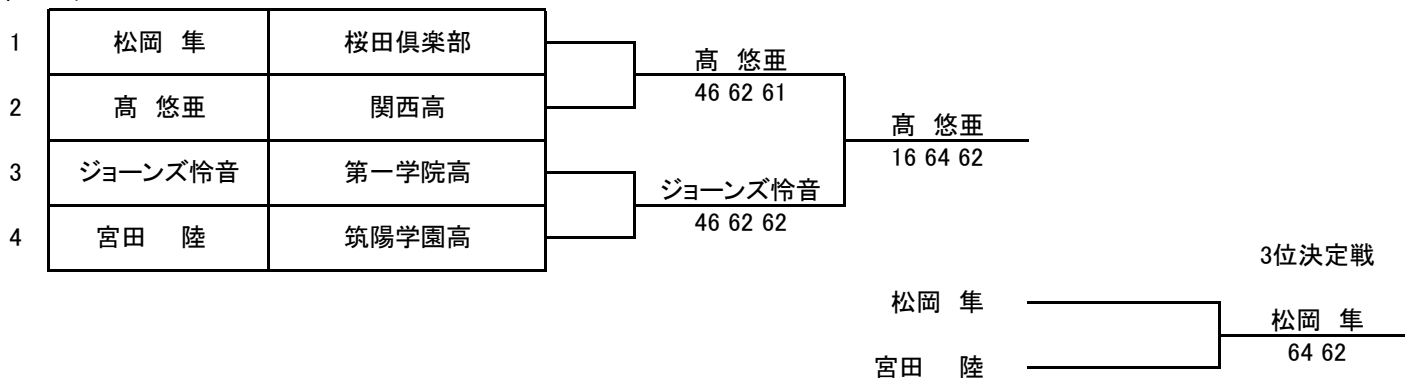 1 松岡 隼 桜田倶楽部
髙 悠亜
46 62 61
2 髙 悠亜 関西高
髙 悠亜
16 64 62
3 ジョーンズ怜音 第一学院高
ジョーンズ怜音
46 62 62
4 宮田 陸 筑陽学園高
3位決定戦
松岡 隼
松岡 隼
64 62
宮田 陸